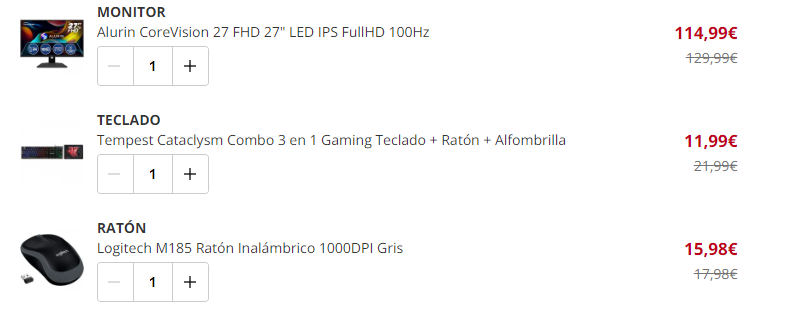 MONITOR
Alurin CoreVision 27 FHD 27" LED IPS FullHD 100Hz
114,99€
129,99€
1
TECLADO
Tempest Cataclysm Combo 3 en 1 Gaming Teclado + Ratón + Alfombrilla
11,99€
21,99€
1
RATÓN
Logitech M185 Ratón Inalámbrico 1000DPI Gris
15,98€
17,98€
1